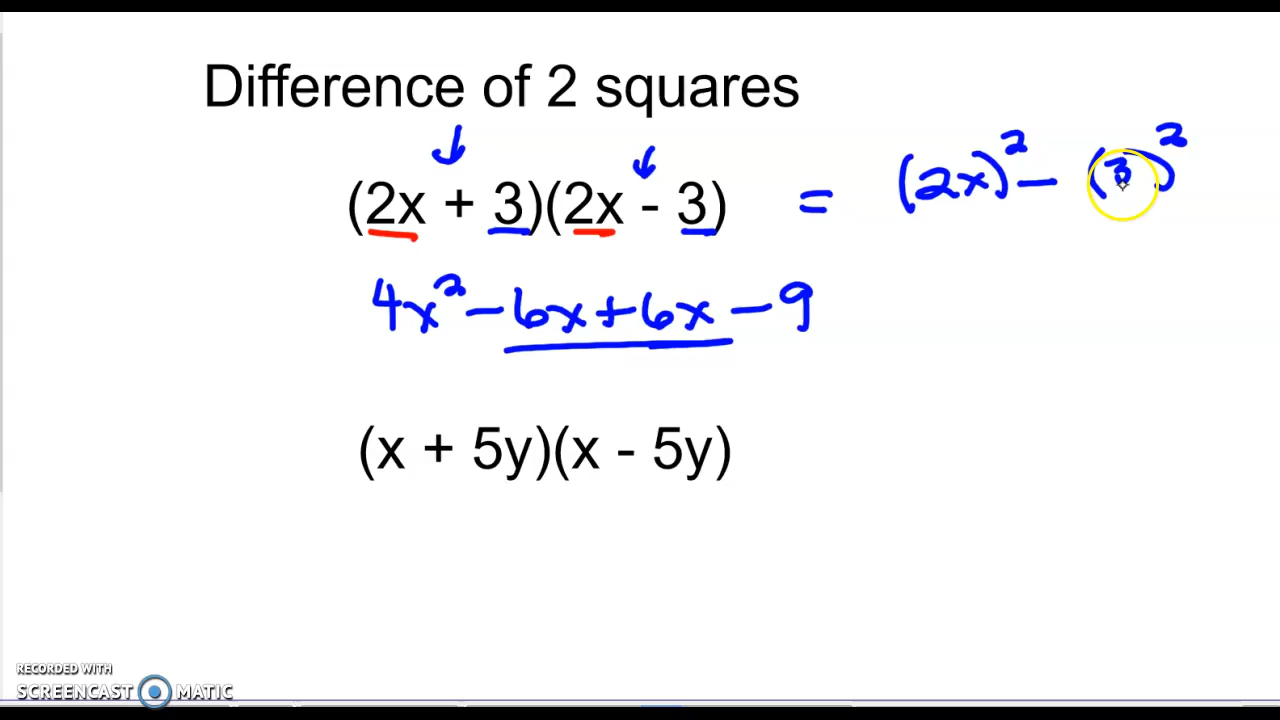 Difference of 2 squares
(2x + 3)(2x - 3) = (2x)² - (3)²
4x² - 6x + 6x - 9
(x + 5y)(x - 5y)
RECORDED WITH
SCREENCAST MATIC